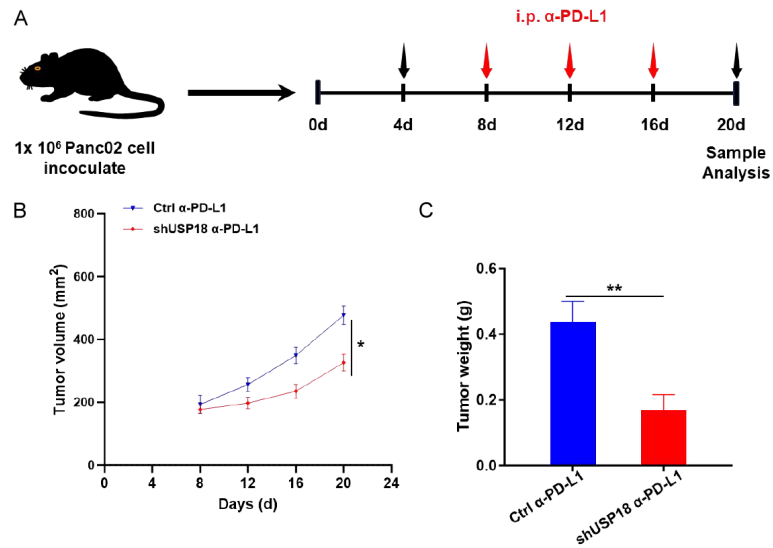 A
i.p. α-PD-L1
0d 4d 8d 12d 16d 20d
1x 10⁶ Panc02 cell
incoculate
Sample
Analysis
B
Ctrl α-PD-L1
shUSP18 α-PD-L1
Tumor volume (mm²)
800
600
400
200
0
*
0 4 8 12 16 20 24
Days (d)
C
**
Tumor weight (g)
0.6
0.4
0.2
0.0
Ctrl α-PD-L1
shUSP18 α-PD-L1